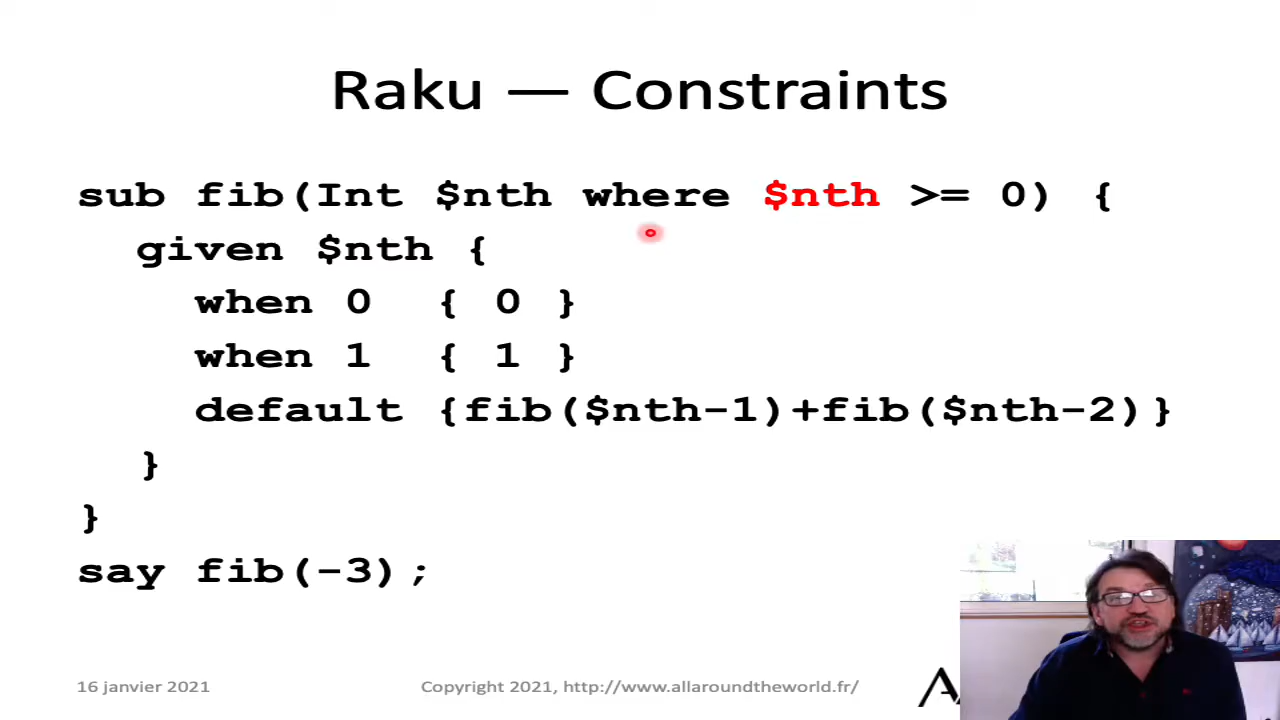 Raku — Constraints
sub fib(Int $nth where $nth >= 0) {
given $nth {
when 0 { 0 }
when 1 { 1 }
default {fib($nth-1)+fib($nth-2)}
}
}
say fib(-3);
16 janvier 2021
Copyright 2021, http://www.allaroundtheworld.fr/